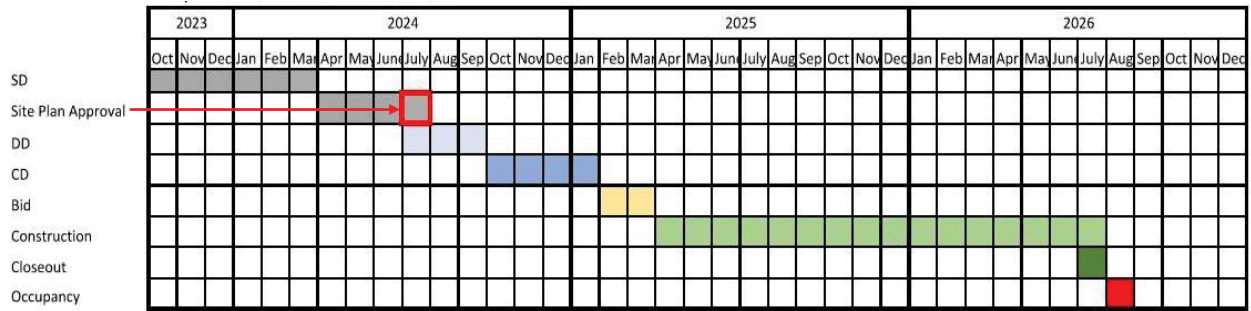 2023 2024 2025 2026
Oct Nov Dec Jan Feb Mar Apr May June July Aug Sep Oct Nov Dec Jan Feb Mar Apr May June July Aug Sep Oct Nov Dec Jan Feb Mar Apr May June July Aug Sep Oct Nov Dec
SD
Site Plan Approval
DD
CD
Bid
Construction
Closeout
Occupancy